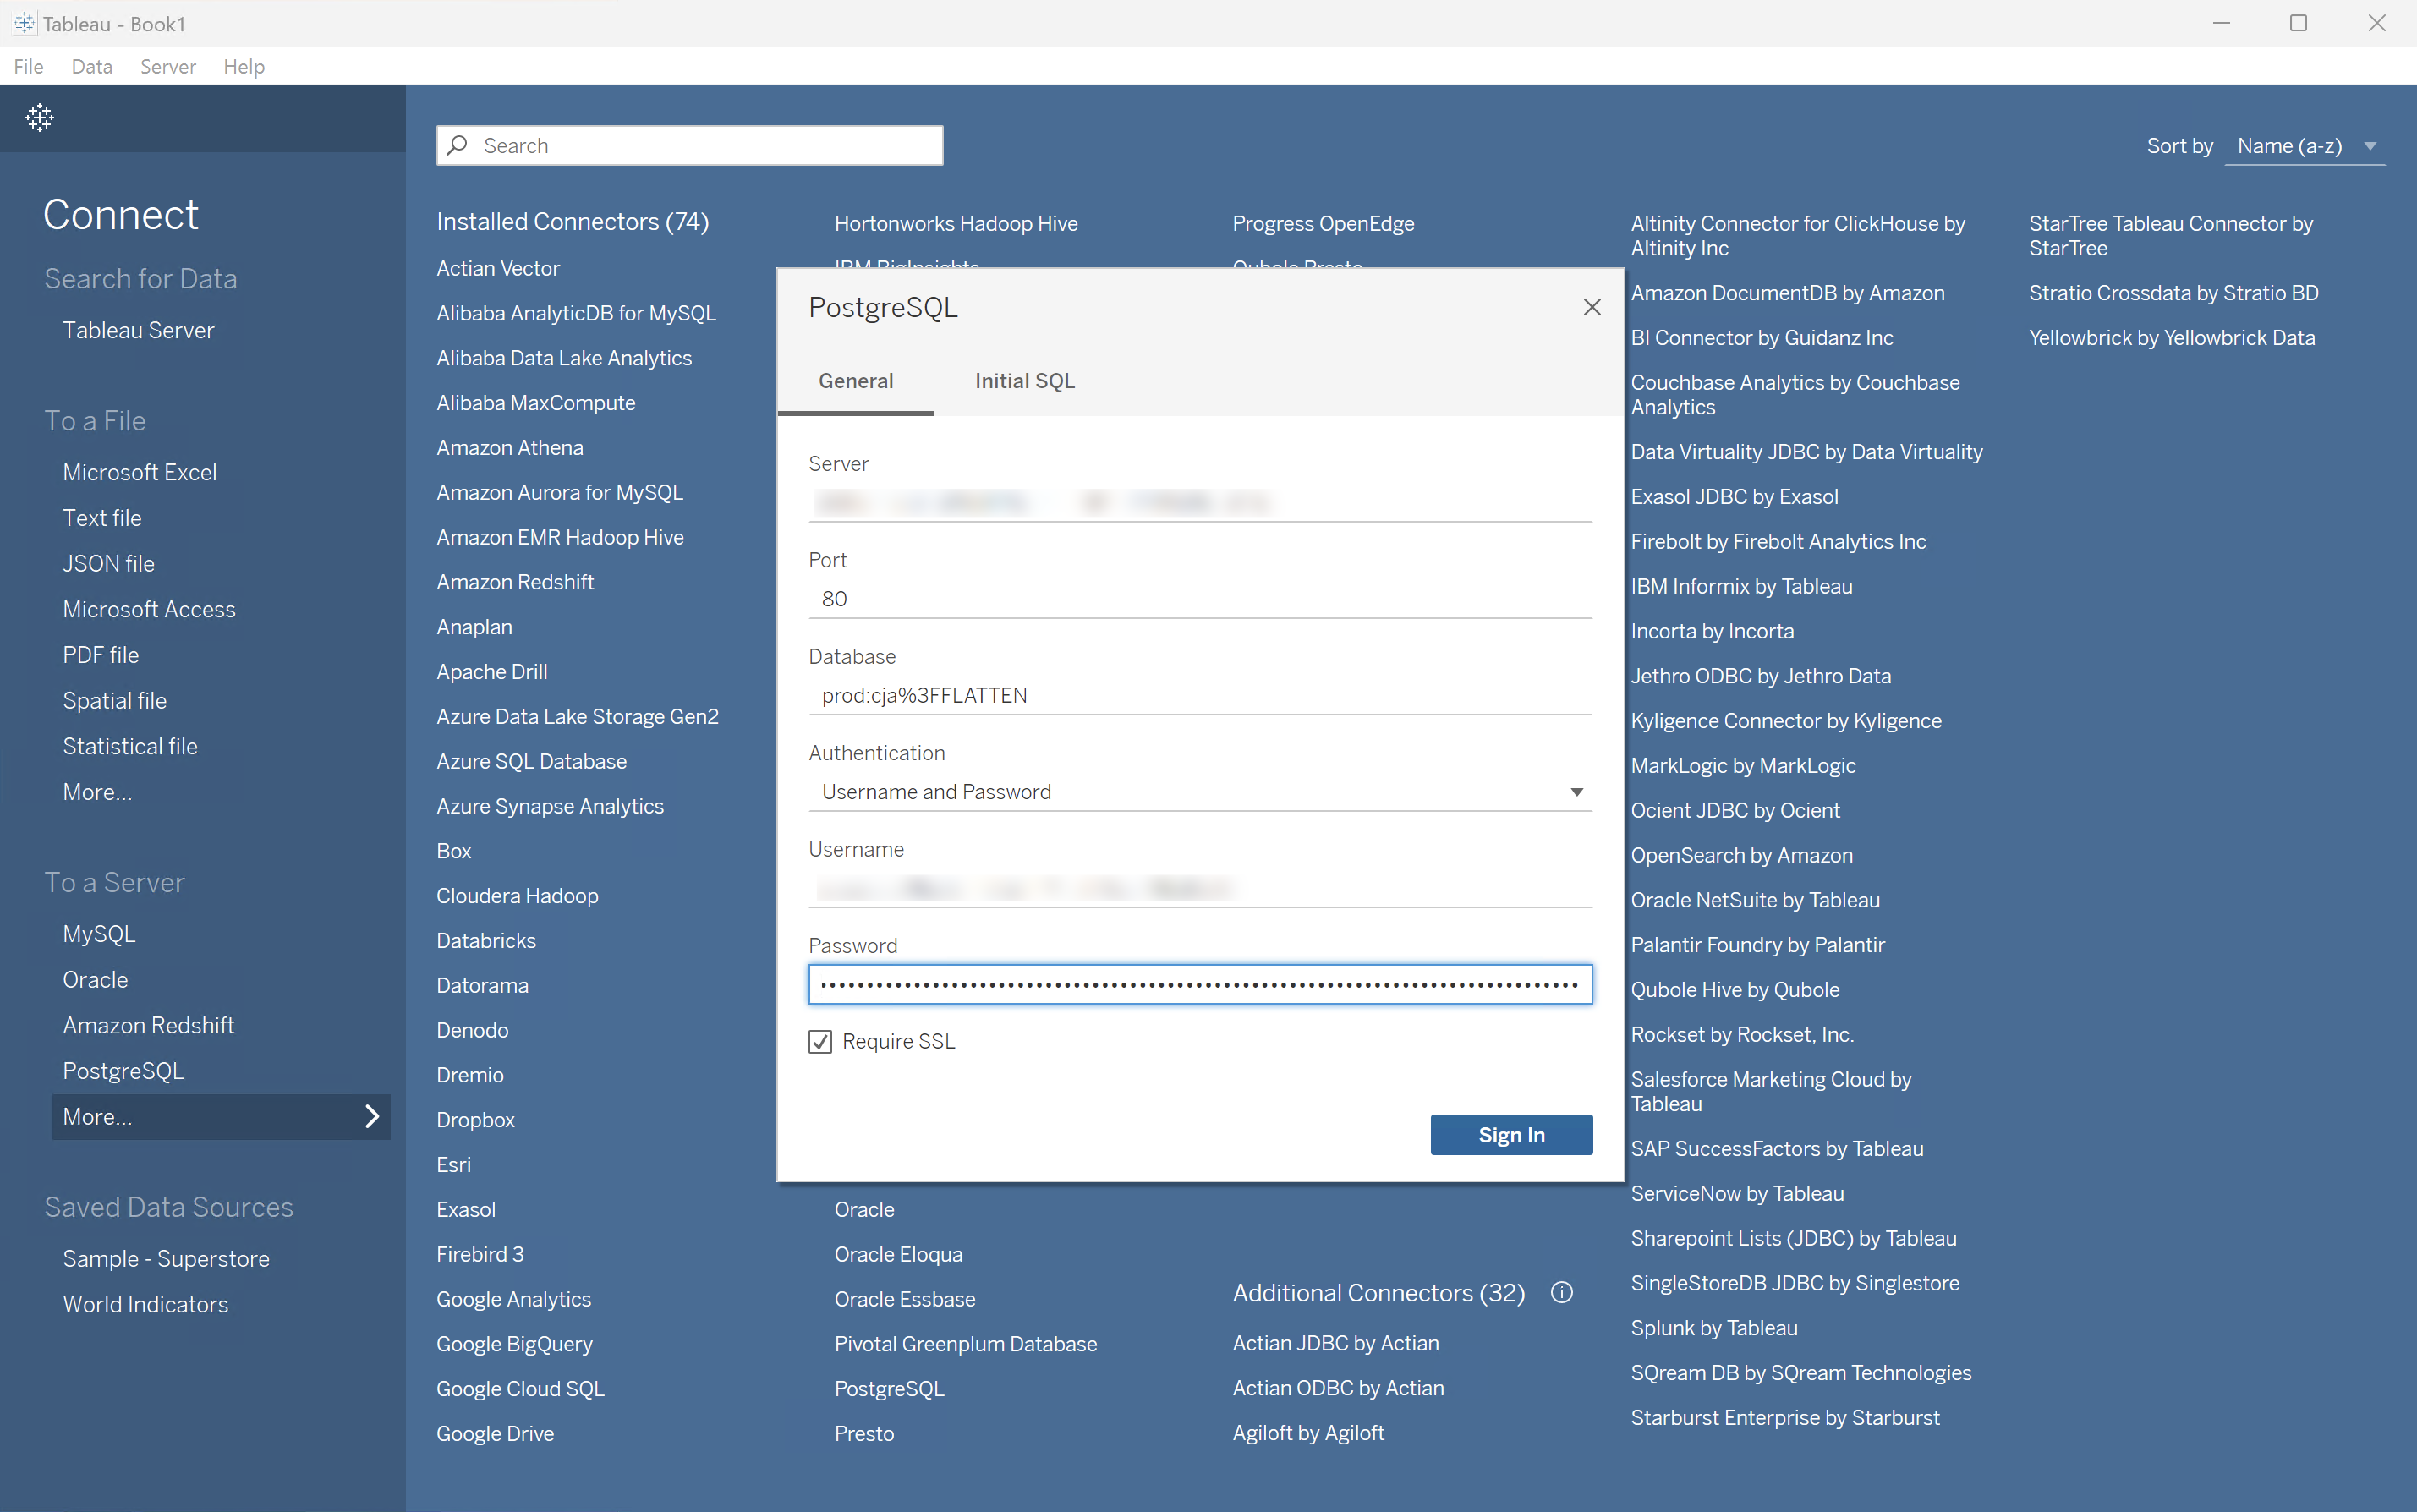 Tableau - Book1
File Data Server Help
Connect
Search for Data
Tableau Server
To a File
Microsoft Excel
Text file
JSON file
Microsoft Access
PDF file
Spatial file
Statistical file
More...
To a Server
MySQL
Oracle
Amazon Redshift
PostgreSQL
More...
Saved Data Sources
Sample - Superstore
World Indicators
Search
Sort by Name (a-z)
Installed Connectors (74)
Actian Vector
Alibaba AnalyticDB for MySQL
Alibaba Data Lake Analytics
Alibaba MaxCompute
Amazon Athena
Amazon Aurora for MySQL
Amazon EMR Hadoop Hive
Amazon Redshift
Anaplan
Apache Drill
Azure Data Lake Storage Gen2
Azure SQL Database
Azure Synapse Analytics
Box
Cloudera Hadoop
Databricks
Datorama
Denodo
Dremio
Dropbox
Esri
Exasol
Firebird 3
Google Analytics
Google BigQuery
Google Cloud SQL
Google Drive
Hortonworks Hadoop Hive
IBM BigInsights
Oracle
Oracle Eloqua
Oracle Essbase
Pivotal Greenplum Database
PostgreSQL
Presto
Progress OpenEdge
Qubole Presto
PostgreSQL
General Initial SQL
Server
Port
80
Database
prod:cja%3FFLATTEN
Authentication
Username and Password
Username
Password
Require SSL
Sign In
Additional Connectors (32)
Actian JDBC by Actian
Actian ODBC by Actian
Agiloft by Agiloft
Altinity Connector for ClickHouse by
Altinity Inc
Amazon DocumentDB by Amazon
BI Connector by Guidanz Inc
Couchbase Analytics by Couchbase
Analytics
Data Virtuality JDBC by Data Virtuality
Exasol JDBC by Exasol
Firebolt by Firebolt Analytics Inc
IBM Informix by Tableau
Incorta by Incorta
Jethro ODBC by Jethro Data
Kyligence Connector by Kyligence
MarkLogic by MarkLogic
Ocient JDBC by Ocient
OpenSearch by Amazon
Oracle NetSuite by Tableau
Palantir Foundry by Palantir
Qubole Hive by Qubole
Rockset by Rockset, Inc.
Salesforce Marketing Cloud by
Tableau
SAP SuccessFactors by Tableau
ServiceNow by Tableau
Sharepoint Lists (JDBC) by Tableau
SingleStoreDB JDBC by Singlestore
Splunk by Tableau
SQream DB by SQream Technologies
Starburst Enterprise by Starburst
StarTree Tableau Connector by
StarTree
Stratio Crossdata by Stratio BD
Yellowbrick by Yellowbrick Data